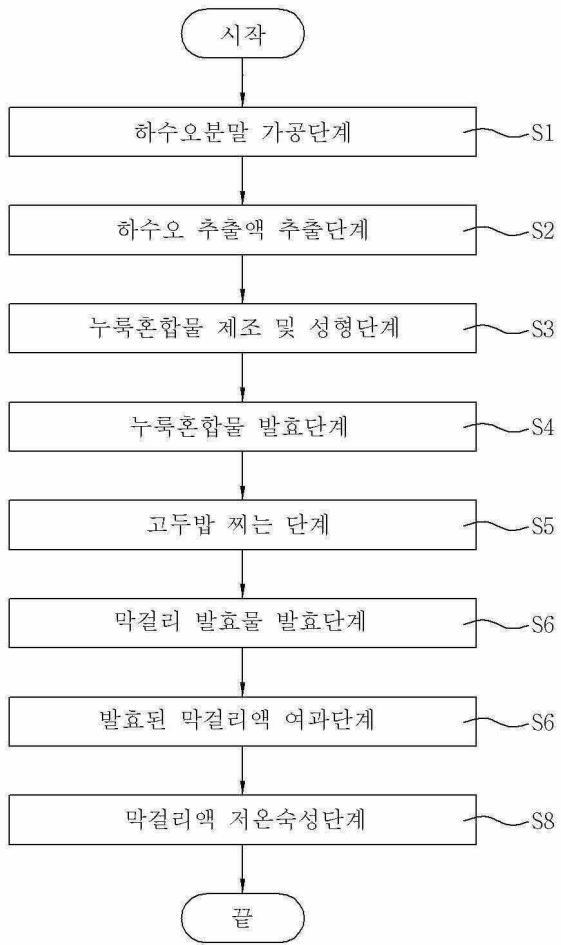 시작
하수오분말 가공단계 S1
하수오 추출액 추출단계 S2
누룩혼합물 제조 및 성형단계 S3
누룩혼합물 발효단계 S4
고두밥 찌는 단계 S5
막걸리 발효물 발효단계 S6
발효된 막걸리액 여과단계 S6
막걸리액 저온숙성단계 S8
끝